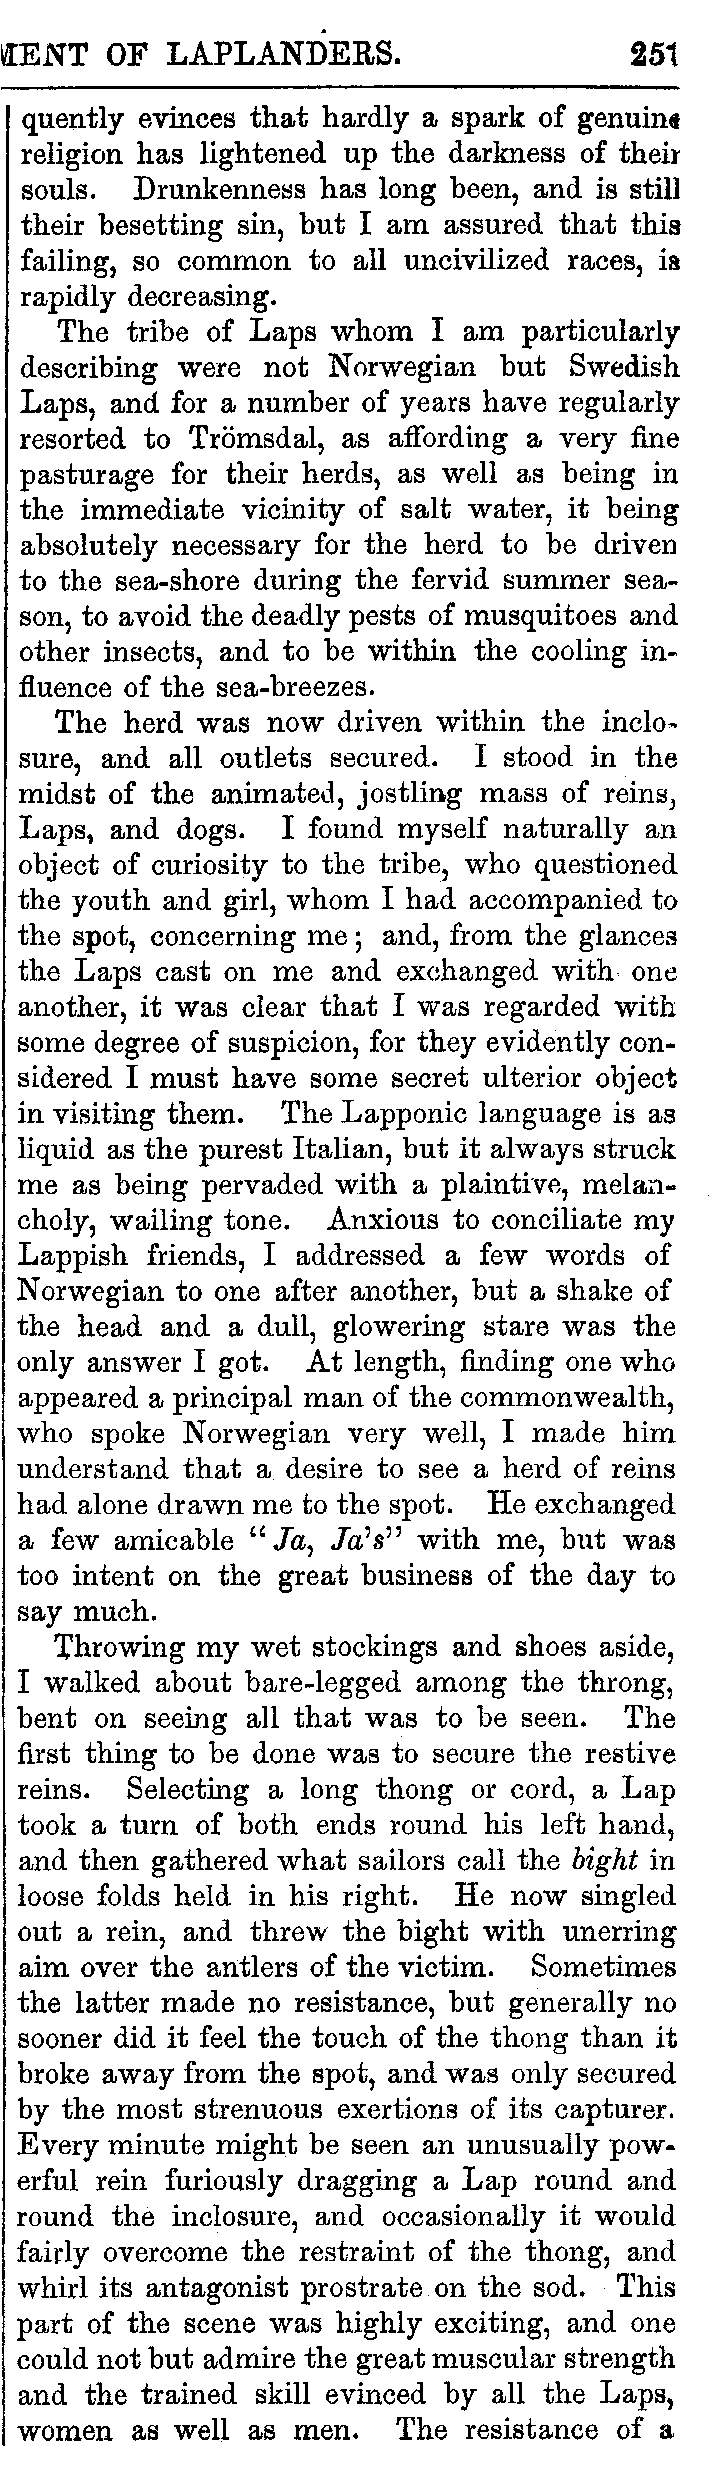 MENT OF LAPLANDERS. 251
quently evinces that hardly a spark of genuine
religion has lightened up the darkness of their
souls. Drunkenness has long been, and is still
their besetting sin, but I am assured that this
failing, so common to all uncivilized races, is
rapidly decreasing.
The tribe of Laps whom I am particularly
describing were not Norwegian but Swedish
Laps, and for a number of years have regularly
resorted to Trömsdal, as affording a very fine
pasturage for their herds, as well as being in
the immediate vicinity of salt water, it being
absolutely necessary for the herd to be driven
to the sea-shore during the fervid summer sea-
son, to avoid the deadly pests of musquitoes and
other insects, and to be within the cooling in-
fluence of the sea-breezes.
The herd was now driven within the inclo-
sure, and all outlets secured. I stood in the
midst of the animated, jostling mass of reins,
Laps, and dogs. I found myself naturally an
object of curiosity to the tribe, who questioned
the youth and girl, whom I had accompanied to
the spot, concerning me; and, from the glances
the Laps cast on me and exchanged with one
another, it was clear that I was regarded with
some degree of suspicion, for they evidently con-
sidered I must have some secret ulterior object
in visiting them. The Lapponic language is as
liquid as the purest Italian, but it always struck
me as being pervaded with a plaintive, melan-
choly, wailing tone. Anxious to conciliate my
Lappish friends, I addressed a few words of
Norwegian to one after another, but a shake of
the head and a dull, glowering stare was the
only answer I got. At length, finding one who
appeared a principal man of the commonwealth,
who spoke Norwegian very well, I made him
understand that a desire to see a herd of reins
had alone drawn me to the spot. He exchanged
a few amicable "Ja, Ja's" with me, but was
too intent on the great business of the day to
say much.
Throwing my wet stockings and shoes aside,
I walked about bare-legged among the throng,
bent on seeing all that was to be seen. The
first thing to be done was to secure the restive
reins. Selecting a long thong or cord, a Lap
took a turn of both ends round his left hand,
and then gathered what sailors call the bight in
loose folds held in his right. He now singled
out a rein, and threw the bight with unerring
aim over the antlers of the victim. Sometimes
the latter made no resistance, but generally no
sooner did it feel the touch of the thong than it
broke away from the spot, and was only secured
by the most strenuous exertions of its capturer.
Every minute might be seen an unusually pow-
erful rein furiously dragging a Lap round and
round the inclosure, and occasionally it would
fairly overcome the restraint of the thong, and
whirl its antagonist prostrate on the sod. This
part of the scene was highly exciting, and one
could not but admire the great muscular strength
and the trained skill evinced by all the Laps,
women as well as men. The resistance of a